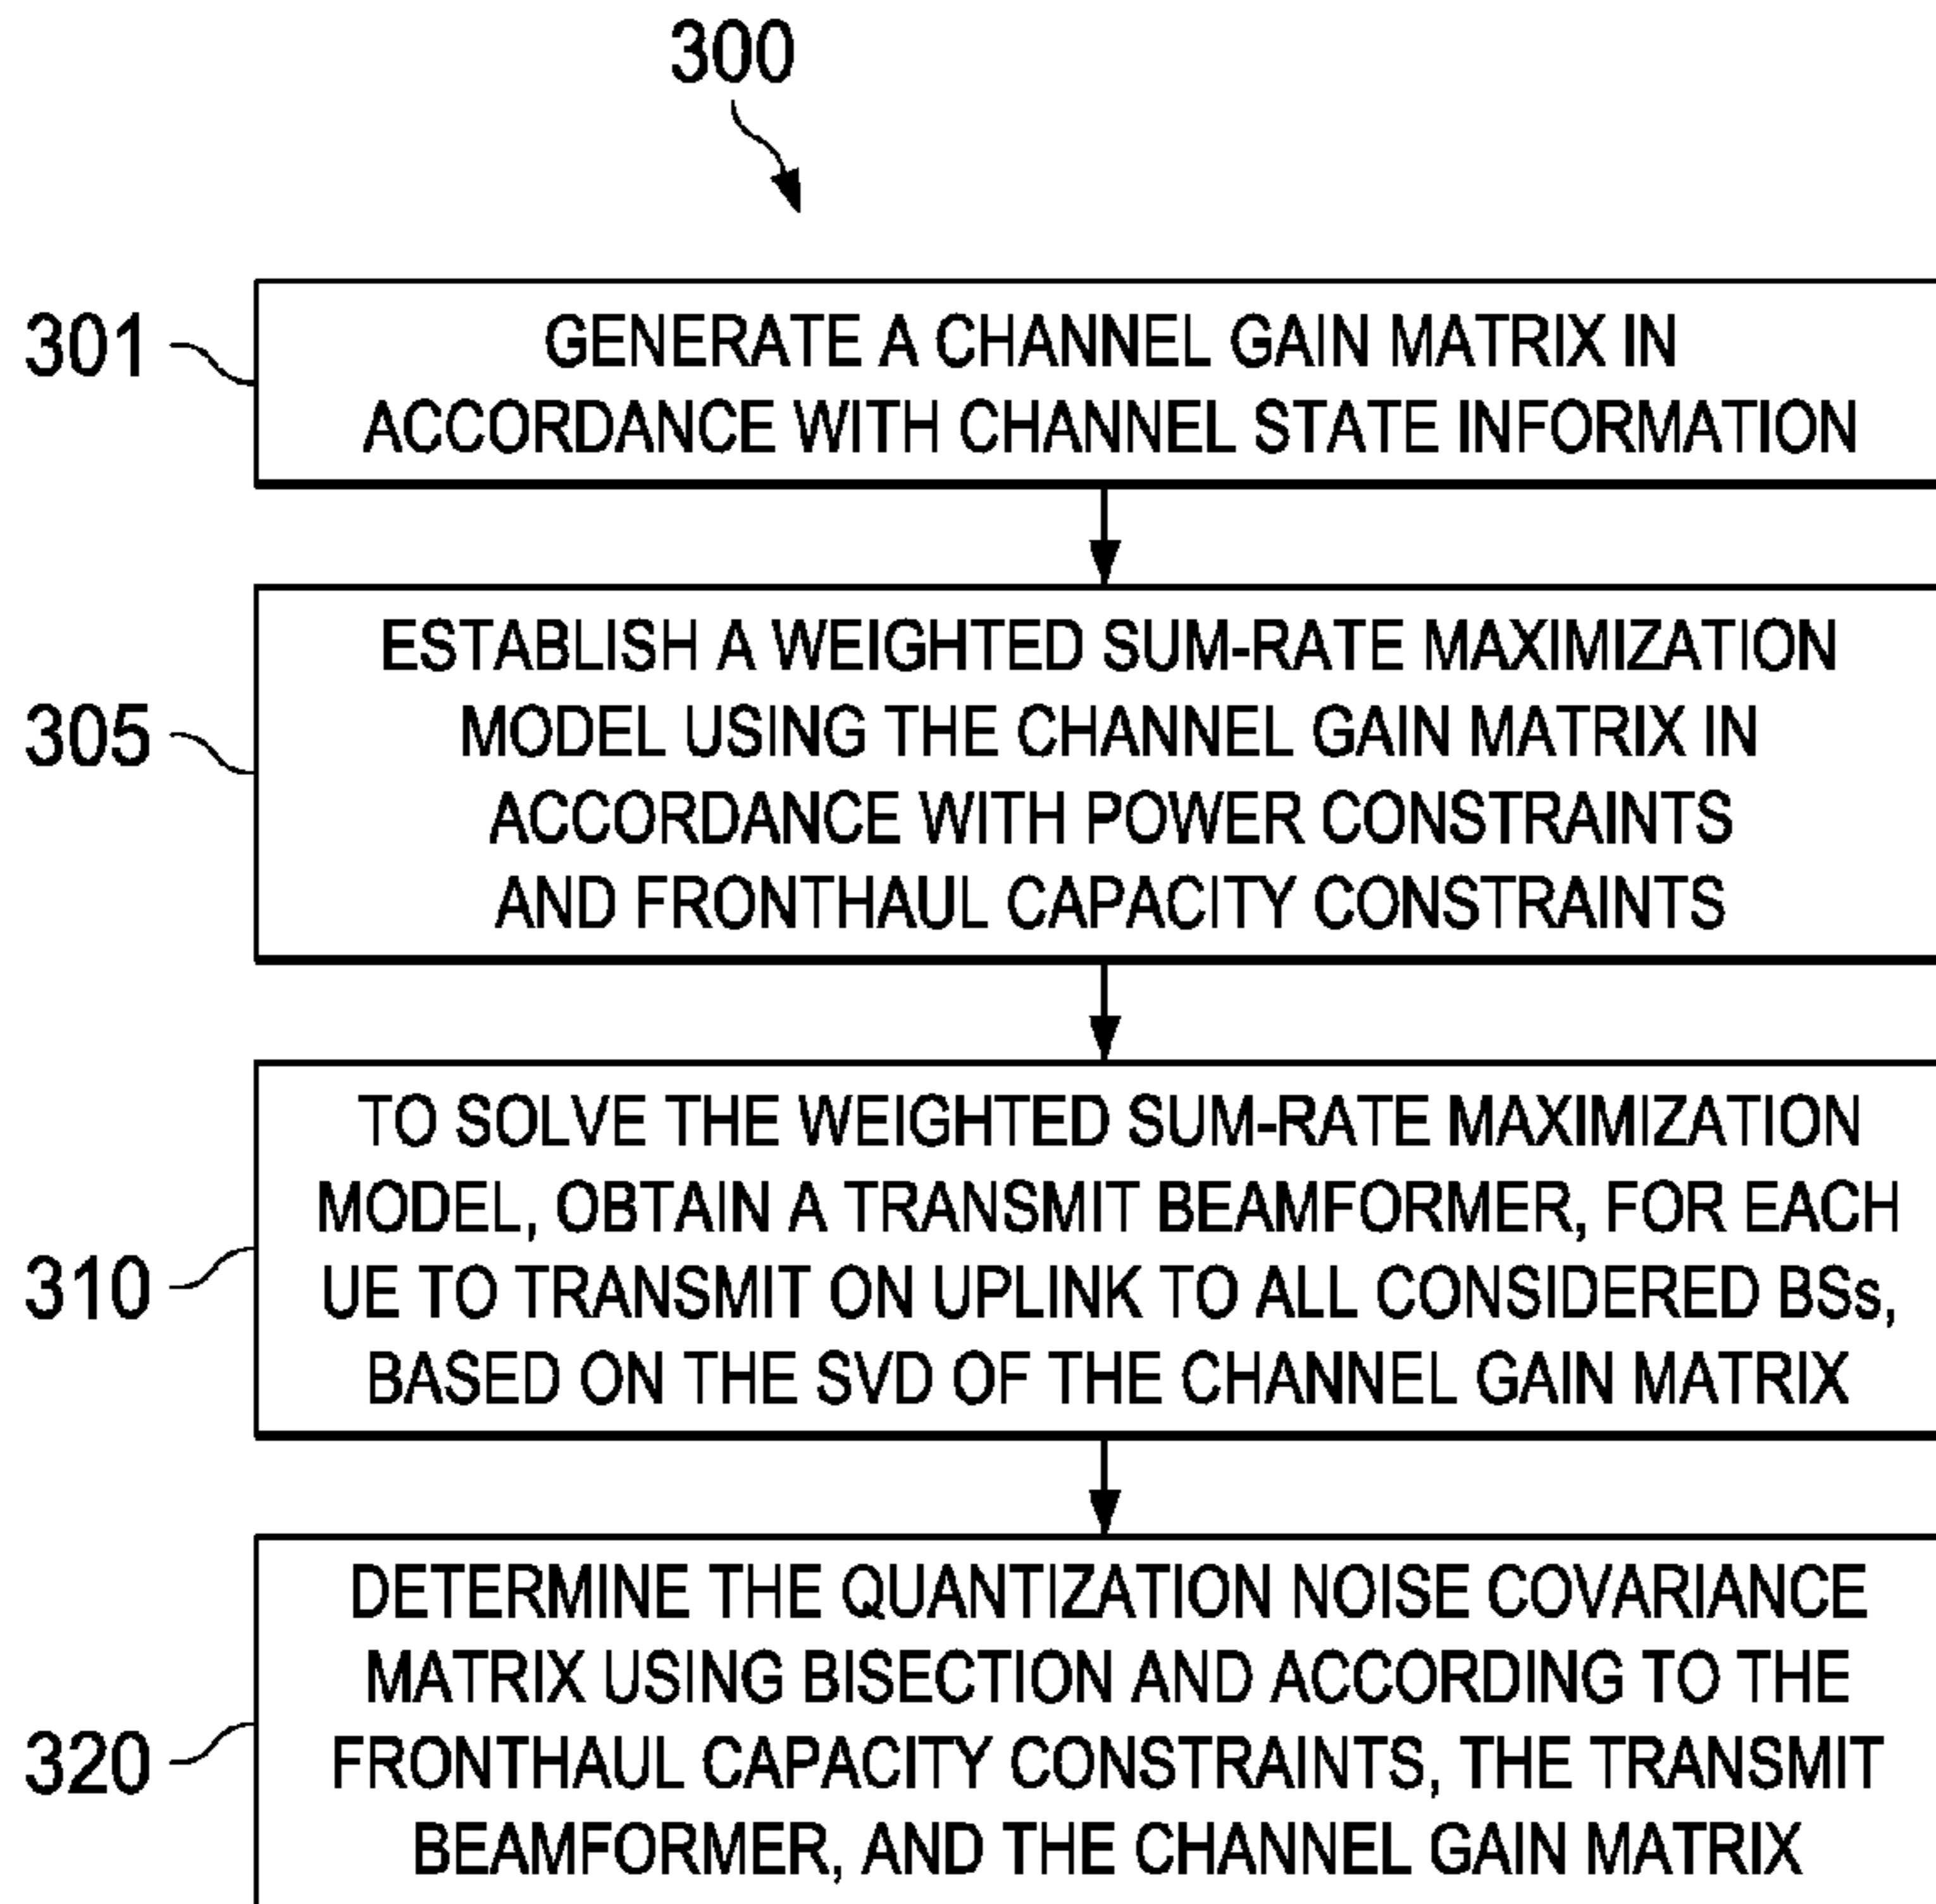 300
301
GENERATE A CHANNEL GAIN MATRIX IN
ACCORDANCE WITH CHANNEL STATE INFORMATION
305
ESTABLISH A WEIGHTED SUM-RATE MAXIMIZATION
MODEL USING THE CHANNEL GAIN MATRIX IN
ACCORDANCE WITH POWER CONSTRAINTS
AND FRONTHAUL CAPACITY CONSTRAINTS
310
TO SOLVE THE WEIGHTED SUM-RATE MAXIMIZATION
MODEL, OBTAIN A TRANSMIT BEAMFORMER, FOR EACH
UE TO TRANSMIT ON UPLINK TO ALL CONSIDERED BSs,
BASED ON THE SVD OF THE CHANNEL GAIN MATRIX
320
DETERMINE THE QUANTIZATION NOISE COVARIANCE
MATRIX USING BISECTION AND ACCORDING TO THE
FRONTHAUL CAPACITY CONSTRAINTS, THE TRANSMIT
BEAMFORMER, AND THE CHANNEL GAIN MATRIX